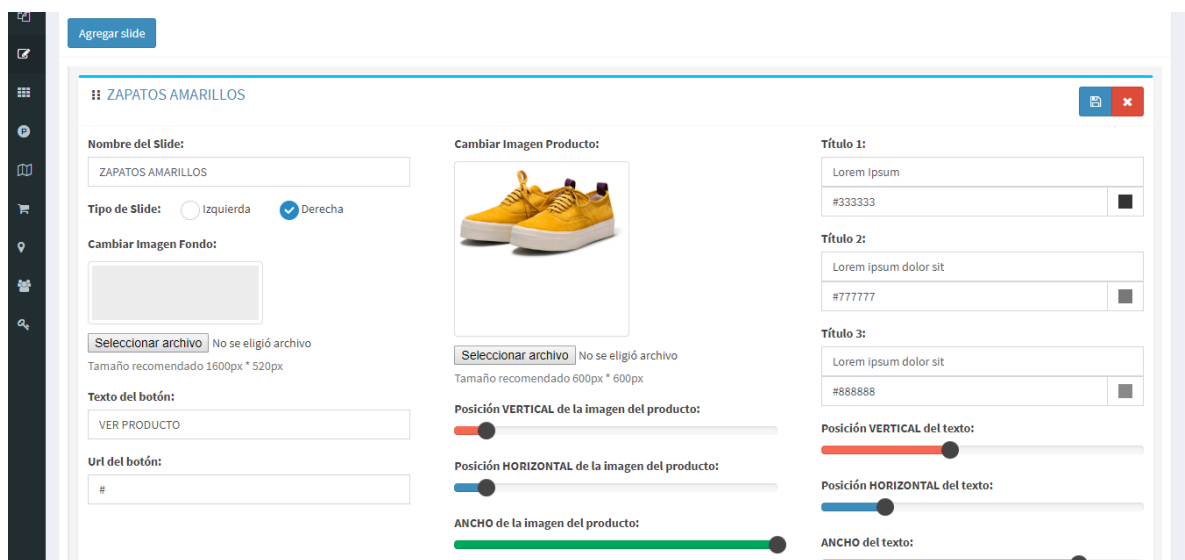 Agregar slide
ZAPATOS AMARILLOS
Nombre del Slide:
ZAPATOS AMARILLOS
Tipo de Slide: Izquierda Derecha
Cambiar Imagen Fondo:
Seleccionar archivo No se eligió archivo
Tamaño recomendado 1600px * 520px
Texto del botón:
VER PRODUCTO
Url del botón:
#
Cambiar Imagen Producto:
Seleccionar archivo No se eligió archivo
Tamaño recomendado 600px * 600px
Posición VERTICAL de la imagen del producto:
Posición HORIZONTAL de la imagen del producto:
ANCHO de la imagen del producto:
Título 1:
Lorem Ipsum
#333333
Título 2:
Lorem ipsum dolor sit
#777777
Título 3:
Lorem ipsum dolor sit
#888888
Posición VERTICAL del texto:
Posición HORIZONTAL del texto:
ANCHO del texto: